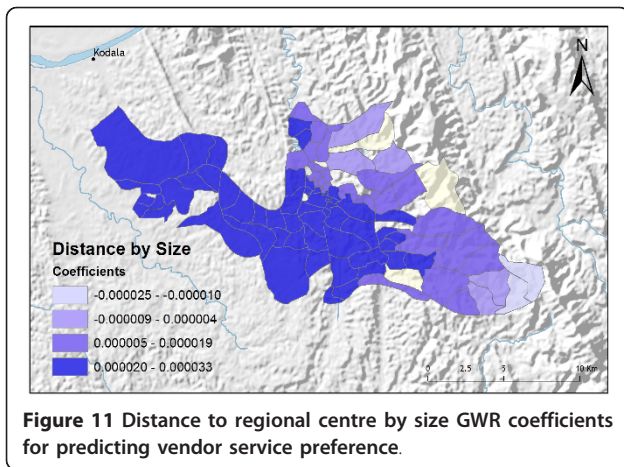 Kodala
N
Distance by Size
Coefficients
-0.000025 - -0.000010
-0.000009 - 0.000004
0.000005 - 0.000019
0.000020 - 0.000033
0 2.5 5 10 Km
Figure 11 Distance to regional centre by size GWR coefficients
for predicting vendor service preference.